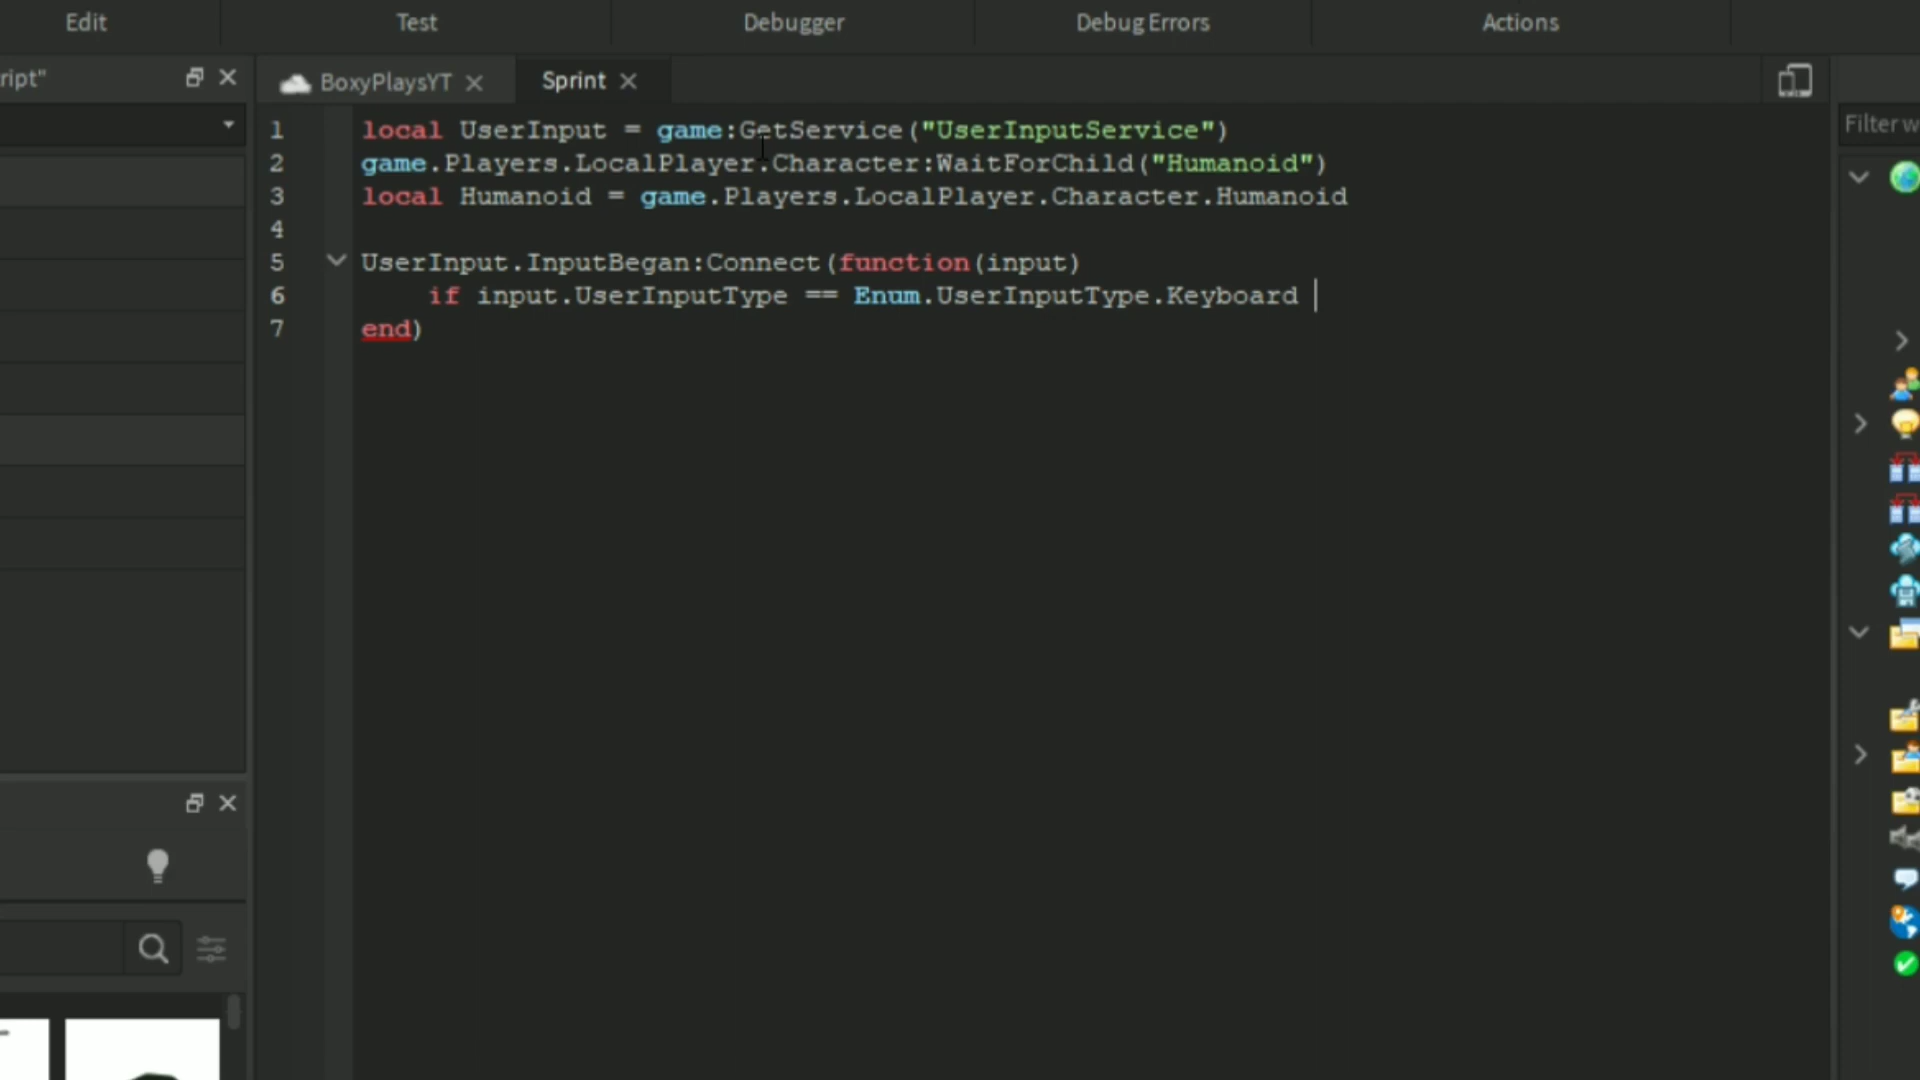 Edit Test Debugger Debug Errors Actions
ript"
BoxyPlaysYT Sprint
1 local UserInput = game:GetService("UserInputService")
2 game.Players.LocalPlayer.Character:WaitForChild("Humanoid")
3 local Humanoid = game.Players.LocalPlayer.Character.Humanoid
4
5 UserInput.InputBegan:Connect(function(input)
6 if input.UserInputType == Enum.UserInputType.Keyboard
7 end)
Filter w